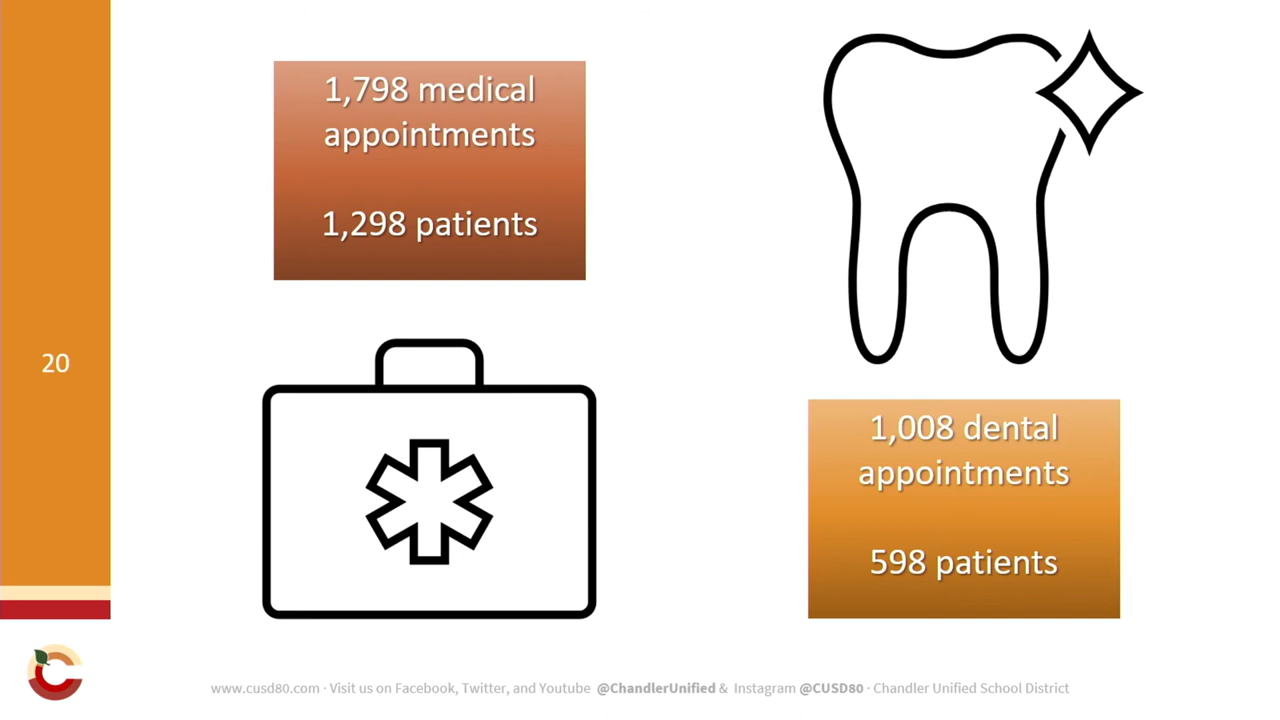 1,798 medical
appointments
1,298 patients
1,008 dental
appointments
598 patients
20
www.cusd80.com · Visit us on Facebook, Twitter, and Youtube @ChandlerUnified & Instagram @CUSD80 · Chandler Unified School District